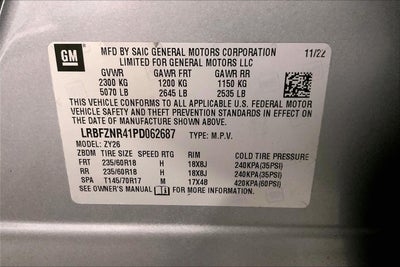 GM
MFD BY SAIC GENERAL MOTORS CORPORATION 11/22
LIMITED FOR GENERAL MOTORS LLC
GVWR GAWR FRT GAWR RR
2300 KG 1200 KG 1150 KG
5070 LB 2645 LB 2535 LB
THIS VEHICLE CONFORMS TO ALL APPLICABLE U.S. FEDERAL MOTOR
VEHICLE SAFETY AND THEFT PREVENTION STANDARDS IN EFFECT ON THE
DATE OF MANUFACTURE SHOWN ABOVE.
LRBFZNR41PD062687 TYPE: M.P.V.
MODEL: ZY26
ZBDM TIRE SIZE SPEED RTG RIM COLD TIRE PRESSURE
FRT 235/60R18 H 18X8J 240KPA(35PSI)
RR 235/60R18 H 18X8J 240KPA(35PSI)
SPA T145/70R17 M 17X4B 420KPA(60PSI)
SEE OWNER'S MANUAL FOR MORE INFORMATION.